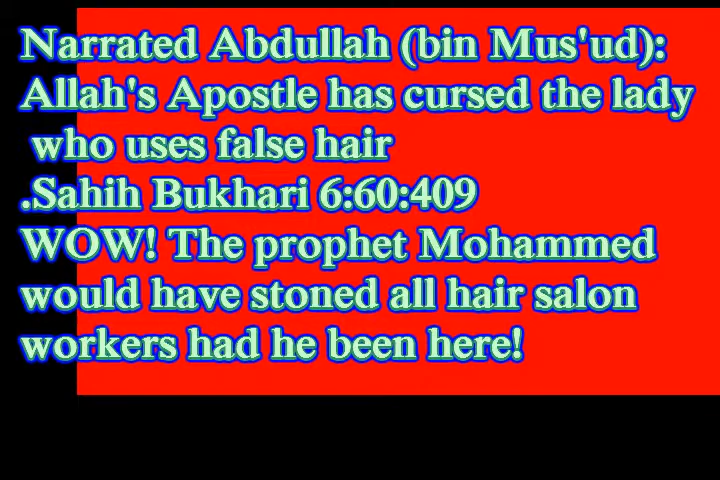 Narrated Abdullah (bin Mus'ud):
Allah's Apostle has cursed the lady
who uses false hair
.Sahih Bukhari 6:60:409
WOW! The prophet Mohammed
would have stoned all hair salon
workers had he been here!